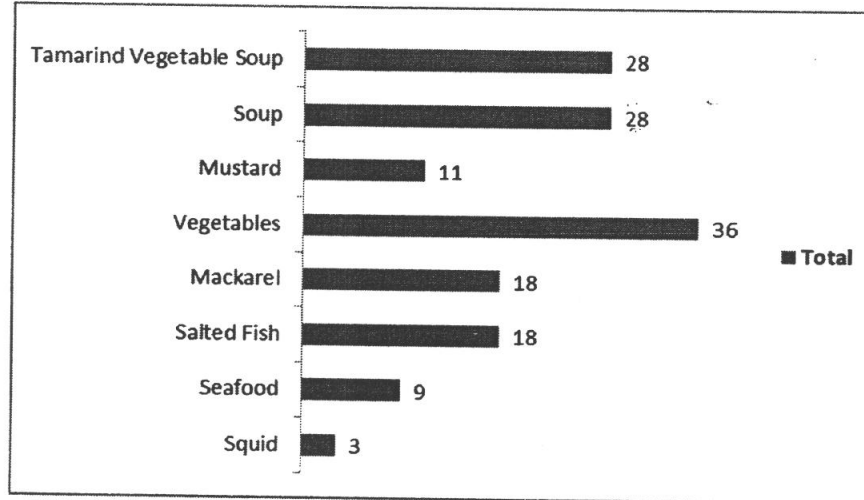 Tamarind Vegetable Soup 28
Soup 28
Mustard 11
Vegetables 36
Total
Mackarel 18
Salted Fish 18
Seafood 9
Squid 3